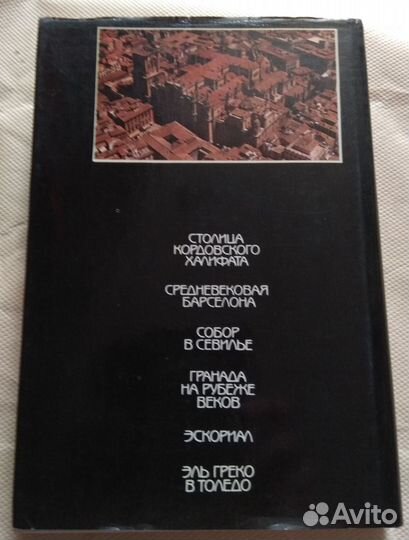 СТОЛИЦА
КОРДОВСКОГО
ХАЛИФАТА
СРЕДНЕВЕКОВАЯ
БАРСЕЛОНА
СОБОР
В СЕВИЛЬЕ
ГРАНАДА
НА РУБЕЖЕ
ВЕКОВ
ЭСКОРИАЛ
ЭЛЬ ГРЕКО
В ТОЛЕДО
Avito